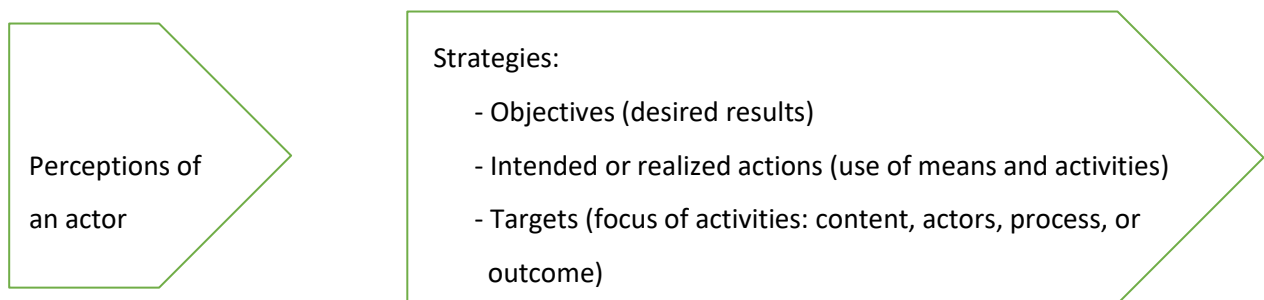 Perceptions of
an actor
Strategies:
- Objectives (desired results)
- Intended or realized actions (use of means and activities)
- Targets (focus of activities: content, actors, process, or
outcome)